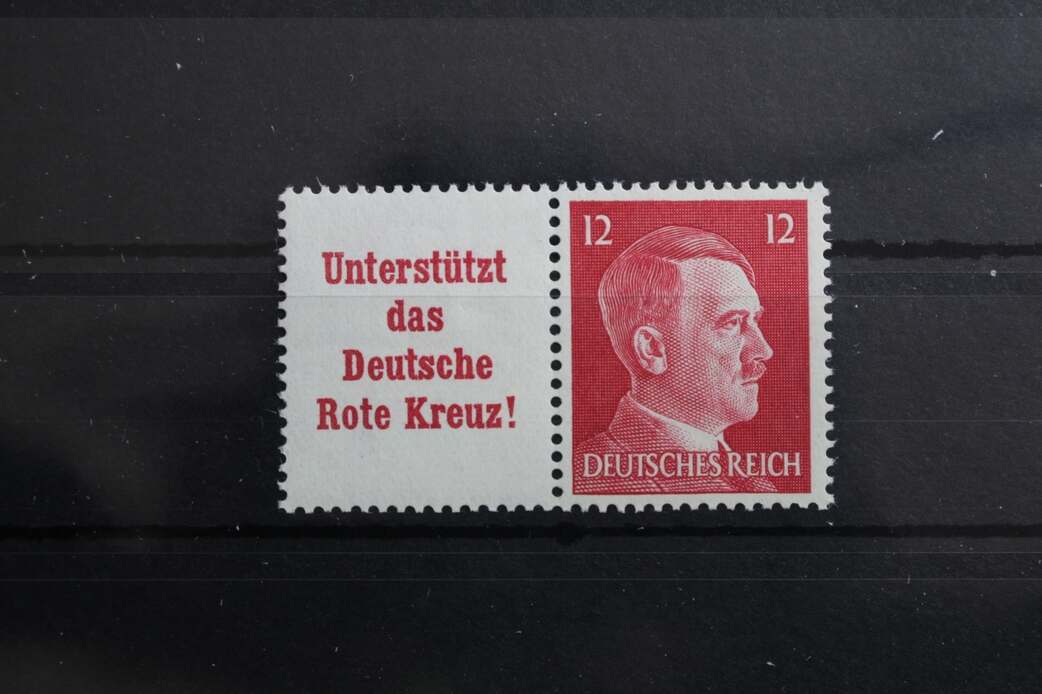 Unterstützt
das
Deutsche
Rote Kreuz!
12 12
DEUTSCHES REICH